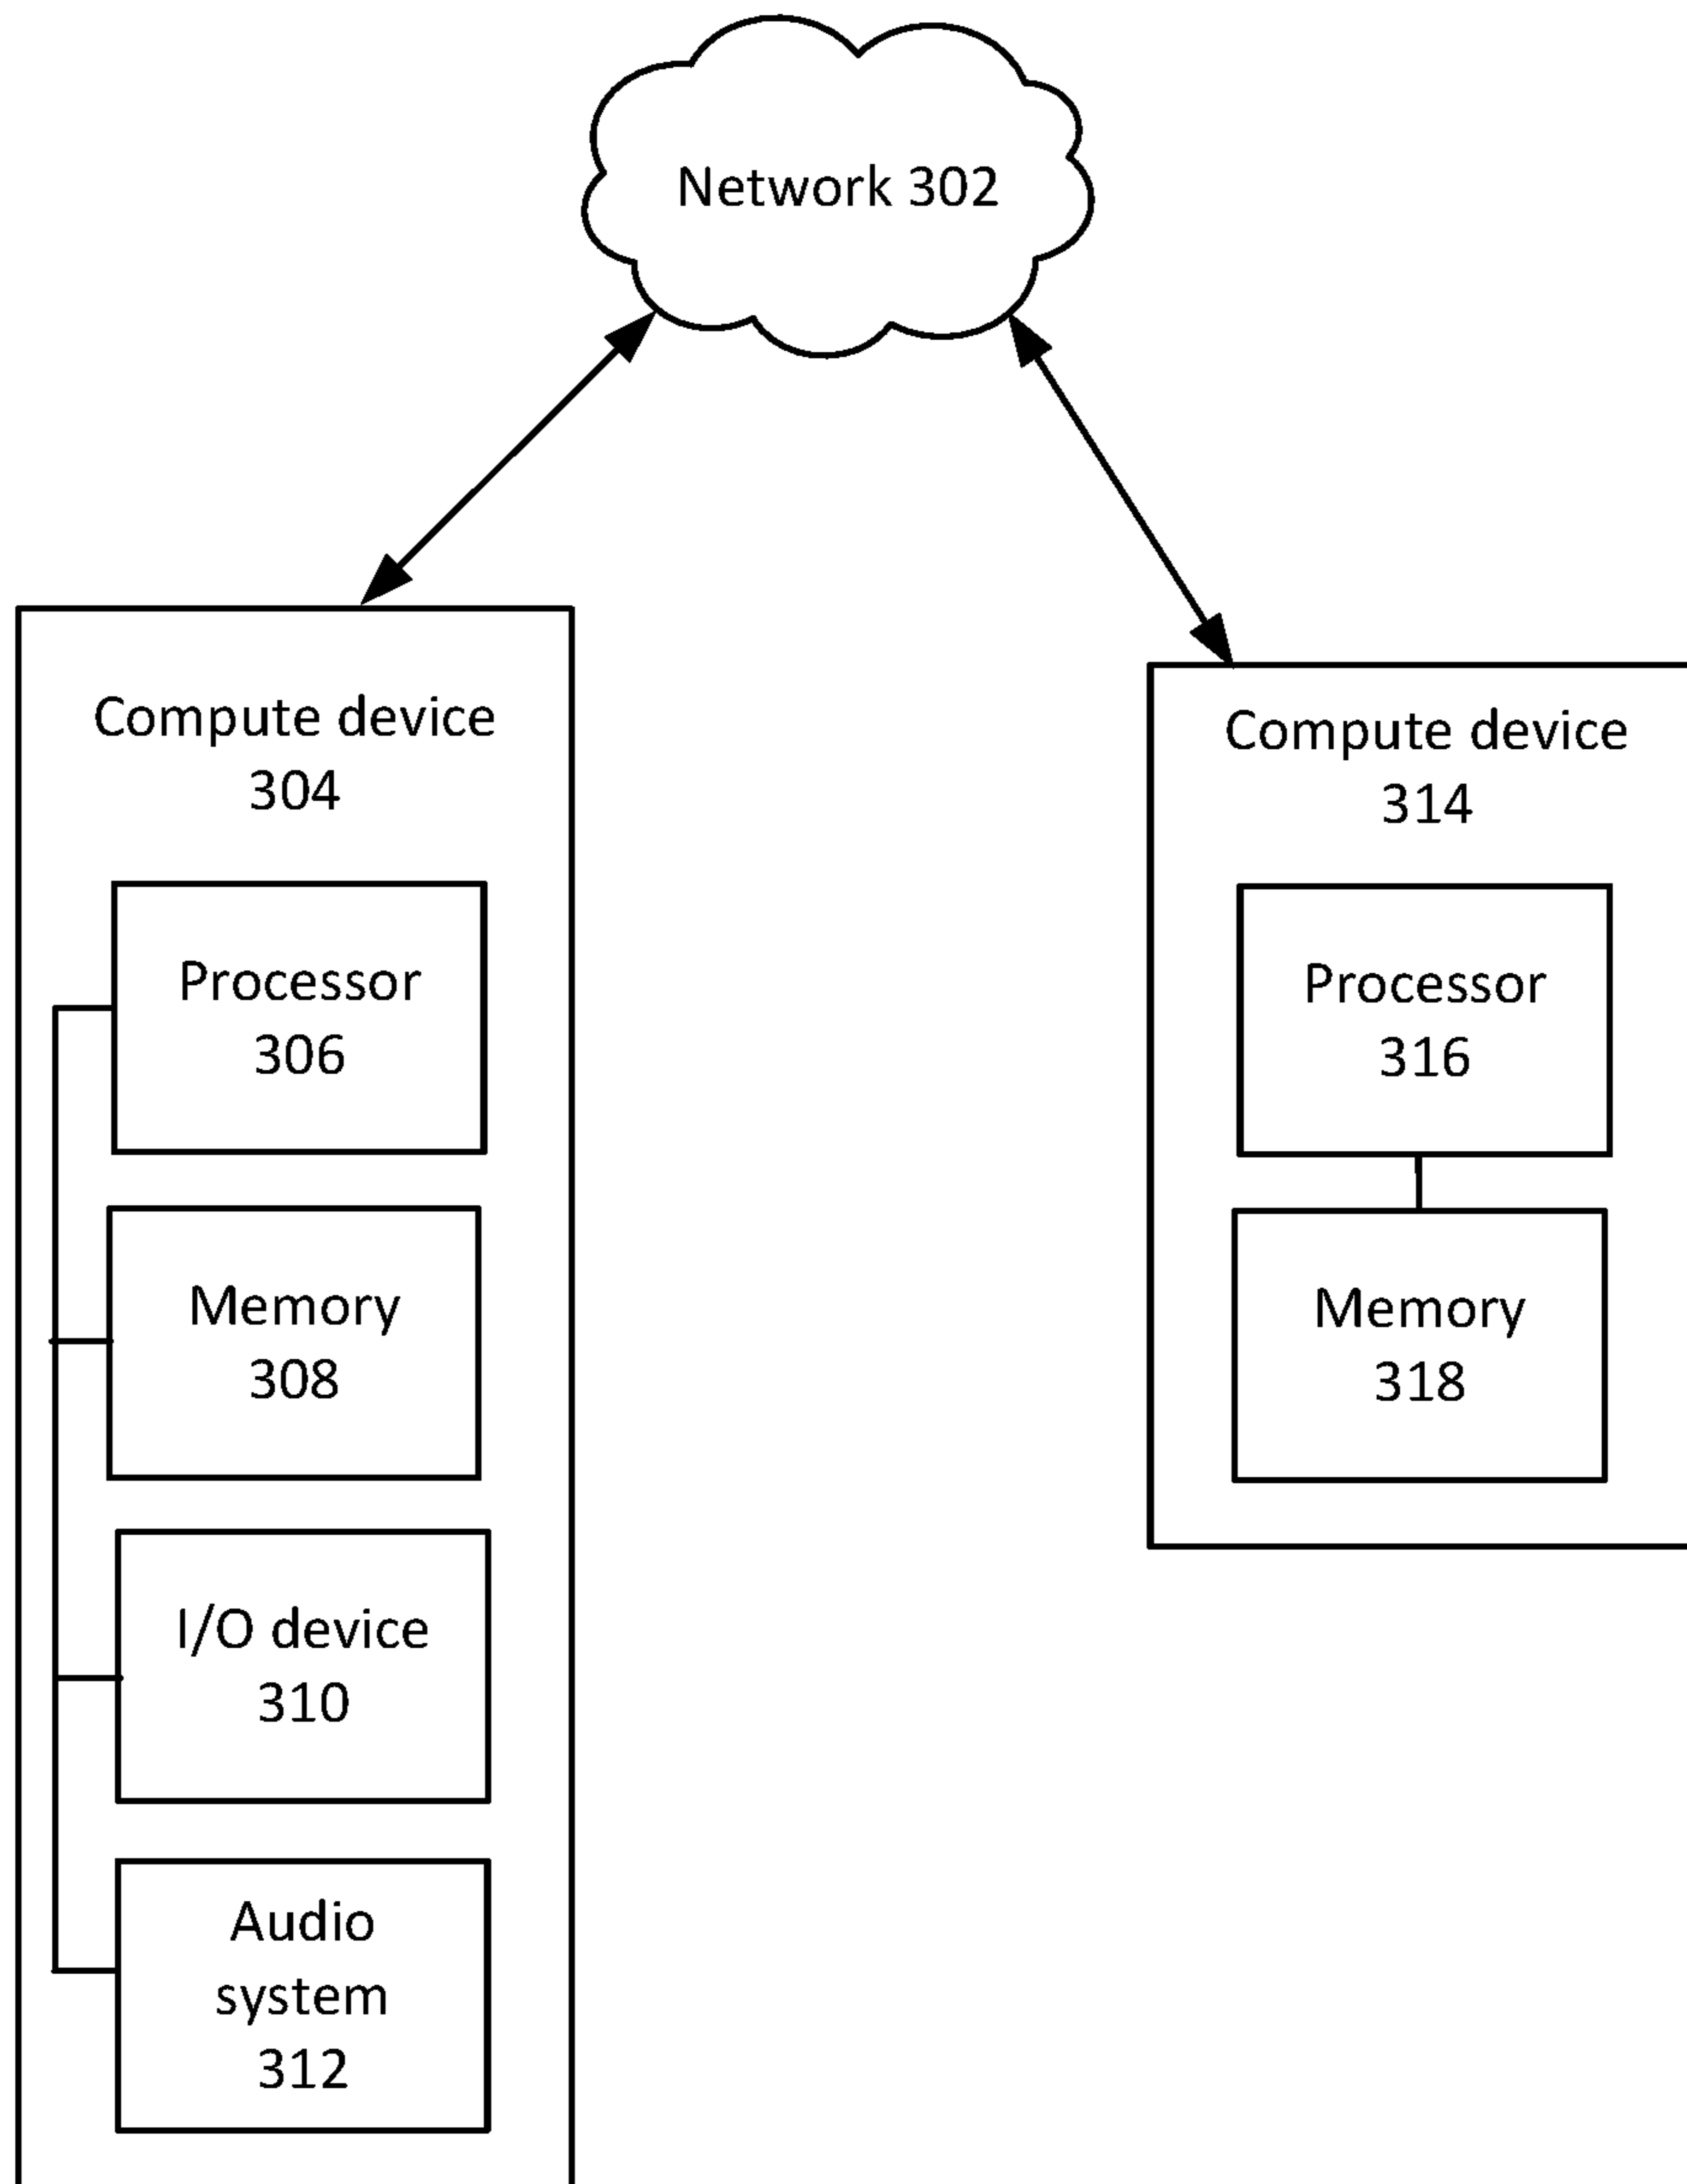 Network 302
Compute device
304
Processor
306
Memory
308
I/O device
310
Audio
system
312
Compute device
314
Processor
316
Memory
318